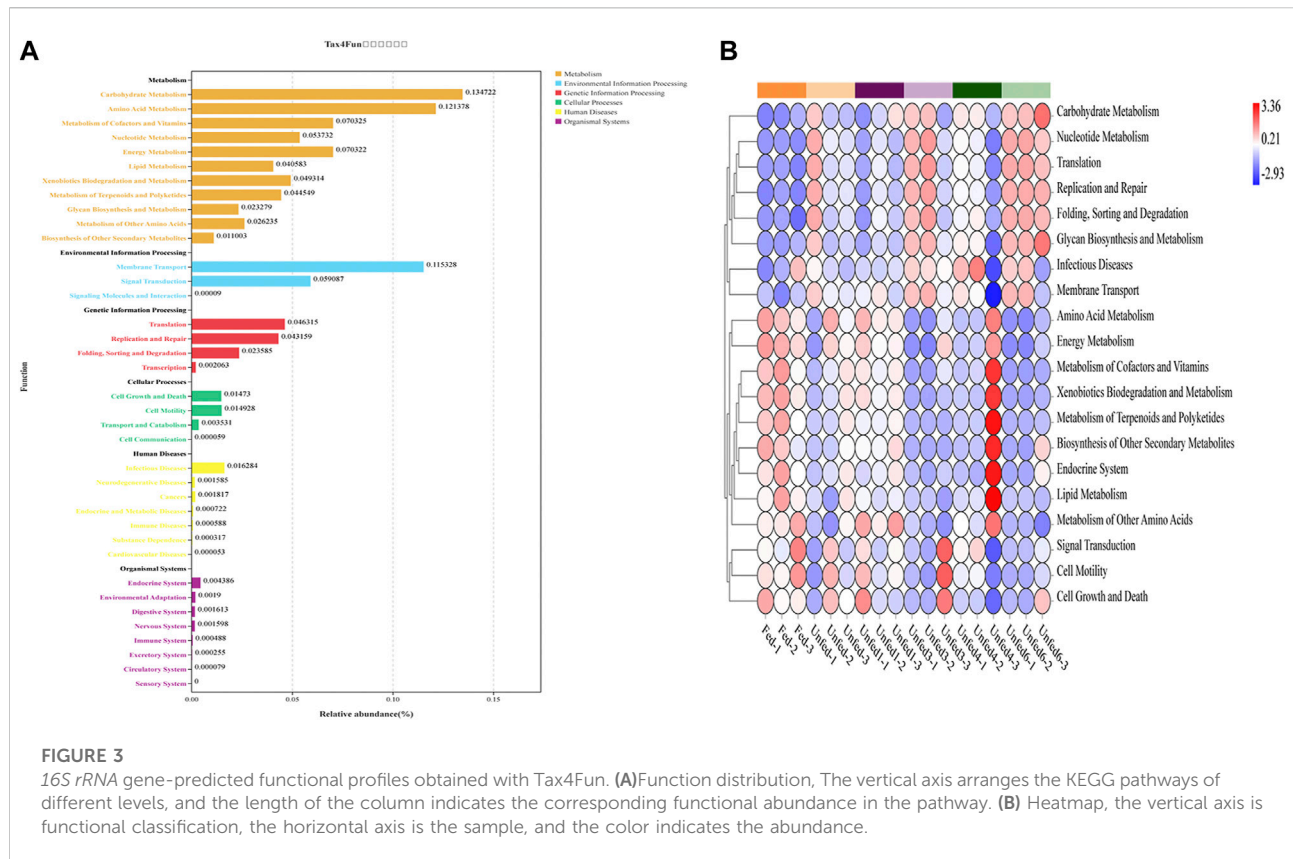 A
Tax4Fun□□□□□□
Metabolism
Carbohydrate Metabolism 0.134722
Amino Acid Metabolism 0.121378
Metabolism of Cofactors and Vitamins 0.070325
Nucleotide Metabolism 0.053732
Energy Metabolism 0.070322
Lipid Metabolism 0.040583
Xenobiotics Biodegradation and Metabolism 0.049314
Metabolism of Terpenoids and Polyketides 0.044549
Glycan Biosynthesis and Metabolism 0.023279
Metabolism of Other Amino Acids 0.026235
Biosynthesis of Other Secondary Metabolites 0.011003
Environmental Information Processing
Membrane Transport 0.115328
Signal Transduction 0.059087
Signaling Molecules and Interaction 0.00009
Genetic Information Processing
Translation 0.046315
Replication and Repair 0.043159
Folding, Sorting and Degradation 0.023585
Transcription 0.002063
Cellular Processes
Cell Growth and Death 0.01473
Cell Motility 0.014928
Transport and Catabolism 0.003531
Cell Communication 0.000059
Human Diseases
Infectious Diseases 0.016284
Neurodegenerative Diseases 0.001585
Cancers 0.001817
Endocrine and Metabolic Diseases 0.000722
Immune Diseases 0.000588
Substance Dependence 0.000317
Cardiovascular Diseases 0.000053
Organismal Systems
Endocrine System 0.004386
Environmental Adaptation 0.0019
Digestive System 0.001613
Nervous System 0.001598
Immune System 0.000488
Excretory System 0.000255
Circulatory System 0.000079
Sensory System 0
Function
0.00 0.05 0.10 0.15
Relative abundance(%)
Metabolism
Environmental Information Processing
Genetic Information Processing
Cellular Processes
Human Diseases
Organismal Systems
B
Carbohydrate Metabolism
Nucleotide Metabolism
Translation
Replication and Repair
Folding, Sorting and Degradation
Glycan Biosynthesis and Metabolism
Infectious Diseases
Membrane Transport
Amino Acid Metabolism
Energy Metabolism
Metabolism of Cofactors and Vitamins
Xenobiotics Biodegradation and Metabolism
Metabolism of Terpenoids and Polyketides
Biosynthesis of Other Secondary Metabolites
Endocrine System
Lipid Metabolism
Metabolism of Other Amino Acids
Signal Transduction
Cell Motility
Cell Growth and Death
3.36
0.21
-2.93
Fed-1 Fed-2 Fed-3 Unfed-1 Unfed-2 Unfed-3 Unfed1-1 Unfed1-2 Unfed1-3 Unfed3-1 Unfed3-2 Unfed3-3 Unfed4-1 Unfed4-2 Unfed4-3 Unfed6-1 Unfed6-2 Unfed6-3
FIGURE 3
16S rRNA gene-predicted functional profiles obtained with Tax4Fun. (A)Function distribution, The vertical axis arranges the KEGG pathways of
different levels, and the length of the column indicates the corresponding functional abundance in the pathway. (B) Heatmap, the vertical axis is
functional classification, the horizontal axis is the sample, and the color indicates the abundance.